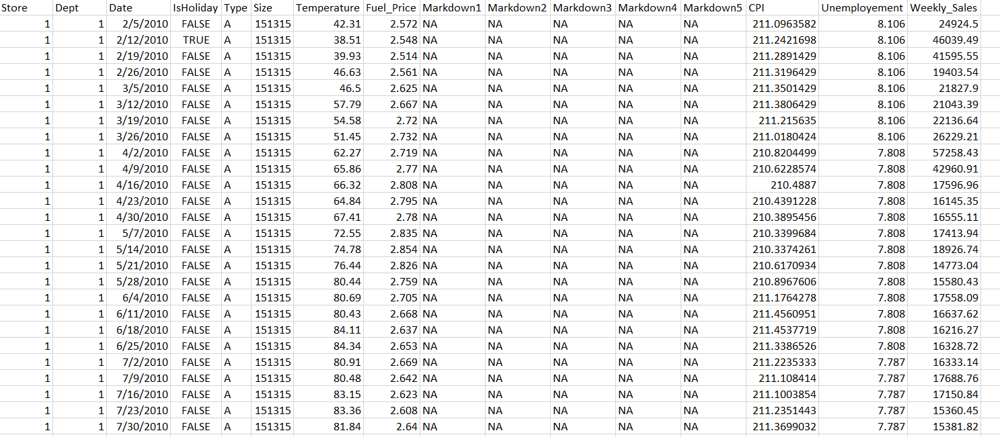 Store Dept Date IsHoliday Type Size Temperature Fuel_Price Markdown1 Markdown2 Markdown3 Markdown4 Markdown5 CPI Unemployement Weekly_Sales
1 1 2/5/2010 FALSE A 151315 42.31 2.572 NA NA NA NA NA 211.0963582 8.106 24924.5
1 1 2/12/2010 TRUE A 151315 38.51 2.548 NA NA NA NA NA 211.2421698 8.106 46039.49
1 1 2/19/2010 FALSE A 151315 39.93 2.514 NA NA NA NA NA 211.2891429 8.106 41595.55
1 1 2/26/2010 FALSE A 151315 46.63 2.561 NA NA NA NA NA 211.3196429 8.106 19403.54
1 1 3/5/2010 FALSE A 151315 46.5 2.625 NA NA NA NA NA 211.3501429 8.106 21827.9
1 1 3/12/2010 FALSE A 151315 57.79 2.667 NA NA NA NA NA 211.3806429 8.106 21043.39
1 1 3/19/2010 FALSE A 151315 54.58 2.72 NA NA NA NA NA 211.215635 8.106 22136.64
1 1 3/26/2010 FALSE A 151315 51.45 2.732 NA NA NA NA NA 211.0180424 8.106 26229.21
1 1 4/2/2010 FALSE A 151315 62.27 2.719 NA NA NA NA NA 210.8204499 7.808 57258.43
1 1 4/9/2010 FALSE A 151315 65.86 2.77 NA NA NA NA NA 210.6228574 7.808 42960.91
1 1 4/16/2010 FALSE A 151315 66.32 2.808 NA NA NA NA NA 210.4887 7.808 17596.96
1 1 4/23/2010 FALSE A 151315 64.84 2.795 NA NA NA NA NA 210.4391228 7.808 16145.35
1 1 4/30/2010 FALSE A 151315 67.41 2.78 NA NA NA NA NA 210.3895456 7.808 16555.11
1 1 5/7/2010 FALSE A 151315 72.55 2.835 NA NA NA NA NA 210.3399684 7.808 17413.94
1 1 5/14/2010 FALSE A 151315 74.78 2.854 NA NA NA NA NA 210.3374261 7.808 18926.74
1 1 5/21/2010 FALSE A 151315 76.44 2.826 NA NA NA NA NA 210.6170934 7.808 14773.04
1 1 5/28/2010 FALSE A 151315 80.44 2.759 NA NA NA NA NA 210.8967606 7.808 15580.43
1 1 6/4/2010 FALSE A 151315 80.69 2.705 NA NA NA NA NA 211.1764278 7.808 17558.09
1 1 6/11/2010 FALSE A 151315 80.43 2.668 NA NA NA NA NA 211.4560951 7.808 16637.62
1 1 6/18/2010 FALSE A 151315 84.11 2.637 NA NA NA NA NA 211.4537719 7.808 16216.27
1 1 6/25/2010 FALSE A 151315 84.34 2.653 NA NA NA NA NA 211.3386526 7.808 16328.72
1 1 7/2/2010 FALSE A 151315 80.91 2.669 NA NA NA NA NA 211.2235333 7.787 16333.14
1 1 7/9/2010 FALSE A 151315 80.48 2.642 NA NA NA NA NA 211.108414 7.787 17688.76
1 1 7/16/2010 FALSE A 151315 83.15 2.623 NA NA NA NA NA 211.1003854 7.787 17150.84
1 1 7/23/2010 FALSE A 151315 83.36 2.608 NA NA NA NA NA 211.2351443 7.787 15360.45
1 1 7/30/2010 FALSE A 151315 81.84 2.64 NA NA NA NA NA 211.3699032 7.787 15381.82